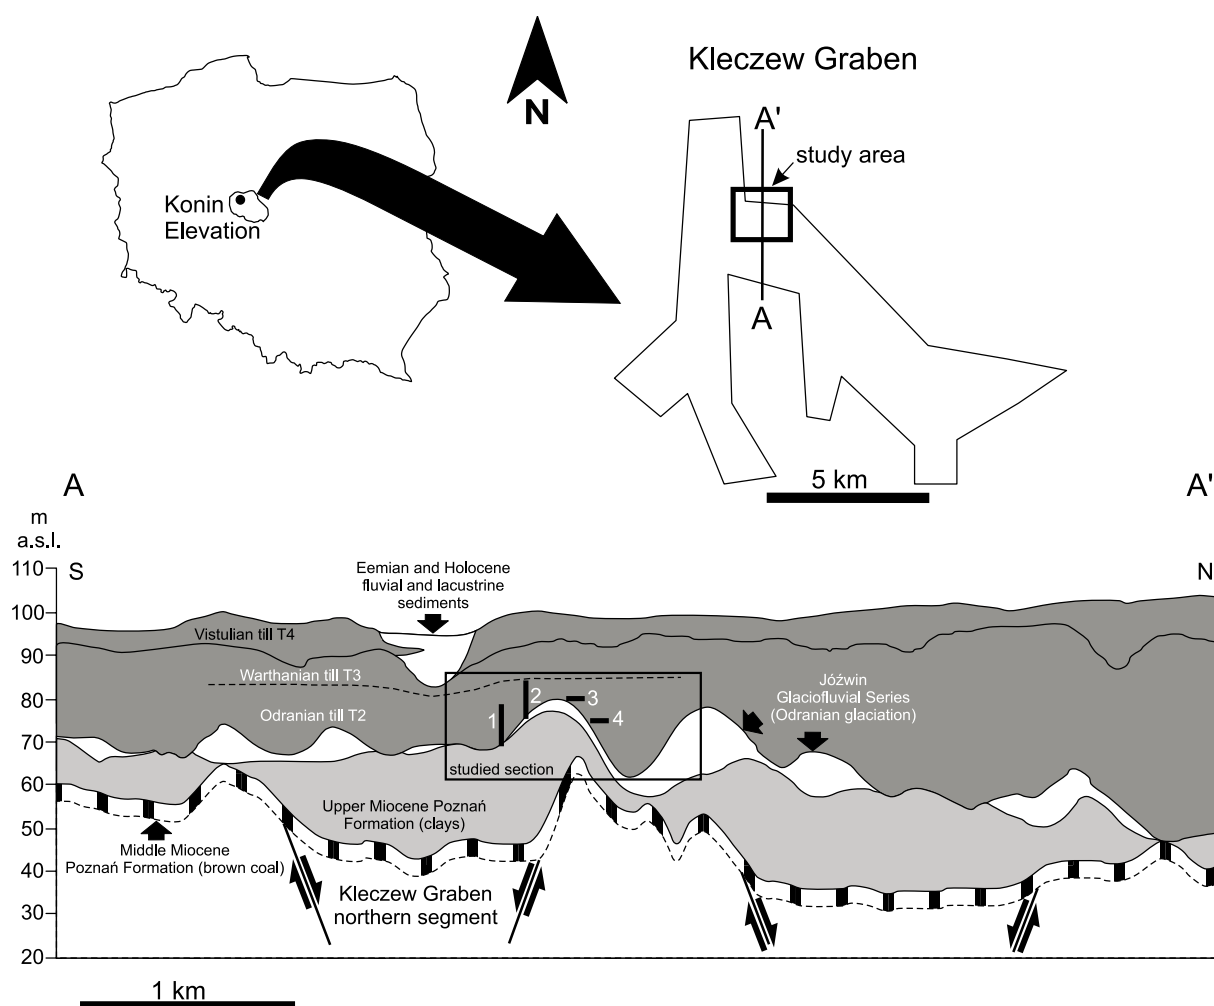 Kleczew Graben
N
A'
study area
Konin
Elevation
A
5 km
A
A'
m
a.s.l.
110
100
90
80
70
60
50
40
30
20
S
N
Eemian and Holocene
fluvial and lacustrine
sediments
Vistulian till T4
Warthanian till T3
Odranian till T2
1
2
3
4
studied section
Jóźwin
Glaciofluvial Series
(Odranian glaciation)
Upper Miocene Poznań
Formation (clays)
Middle Miocene
Poznań Formation (brown coal)
Kleczew Graben
northern segment
1 km